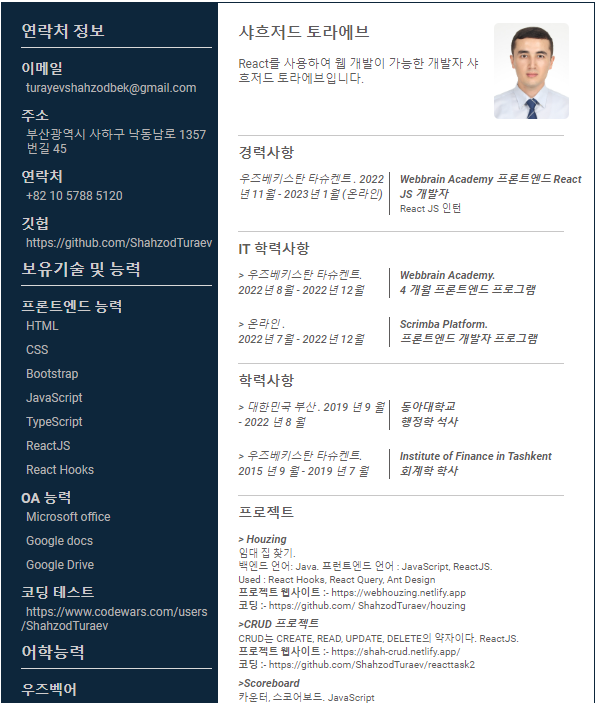 연락처 정보
이메일
turayevshahzodbek@gmail.com
주소
부산광역시 사하구 낙동남로 1357
번길 45
연락처
+82 10 5788 5120
깃헙
https://github.com/ShahzodTuraev
보유기술 및 능력
프론트엔드 능력
HTML
CSS
Bootstrap
JavaScript
TypeScript
ReactJS
React Hooks
OA 능력
Microsoft office
Google docs
Google Drive
코딩 테스트
https://www.codewars.com/users
/ShahzodTuraev
어학능력
우즈벡어
샤흐저드 토라에브
React를 사용하여 웹 개발이 가능한 개발자 샤
흐저드 토라에브입니다.
경력사항
우즈베키스탄 타슈켄트 . 2022
년 11월 - 2023년 1월 (온라인)
Webbrain Academy 프론트엔드 React
JS 개발자
React JS 인턴
IT 학력사항
> 우즈베키스탄 타슈켄트.
2022년 8월 - 2022년 12월
Webbrain Academy.
4 개월 프론트엔드 프로그램
> 온라인 .
2022년 7월 - 2022년 12월
Scrimba Platform.
프론트엔드 개발자 프로그램
학력사항
> 대한민국 부산 . 2019 년 9 월
- 2022 년 8 월
동아대학교
행정학 석사
> 우즈베키스탄 타슈켄트.
2015 년 9 월 - 2019 년 7 월
Institute of Finance in Tashkent
회계학 학사
프로젝트
> Houzing
임대 집 찾기.
백엔드 언어: Java. 프런트엔드 언어 : JavaScript, ReactJS.
Used : React Hooks, React Query, Ant Design
프로젝트 웹사이트 :- https://webhouzing.netlify.app
코딩 :- https://github.com/ ShahzodTuraev/houzing
>CRUD 프로젝트
CRUD는 CREATE, READ, UPDATE, DELETE의 약자이다. ReactJS.
프로젝트 웹사이트 :- https://shah-crud.netlify.app/
코딩 :- https://github.com/ShahzodTuraev/reacttask2
>Scoreboard
카운터, 스코어보드. JavaScript